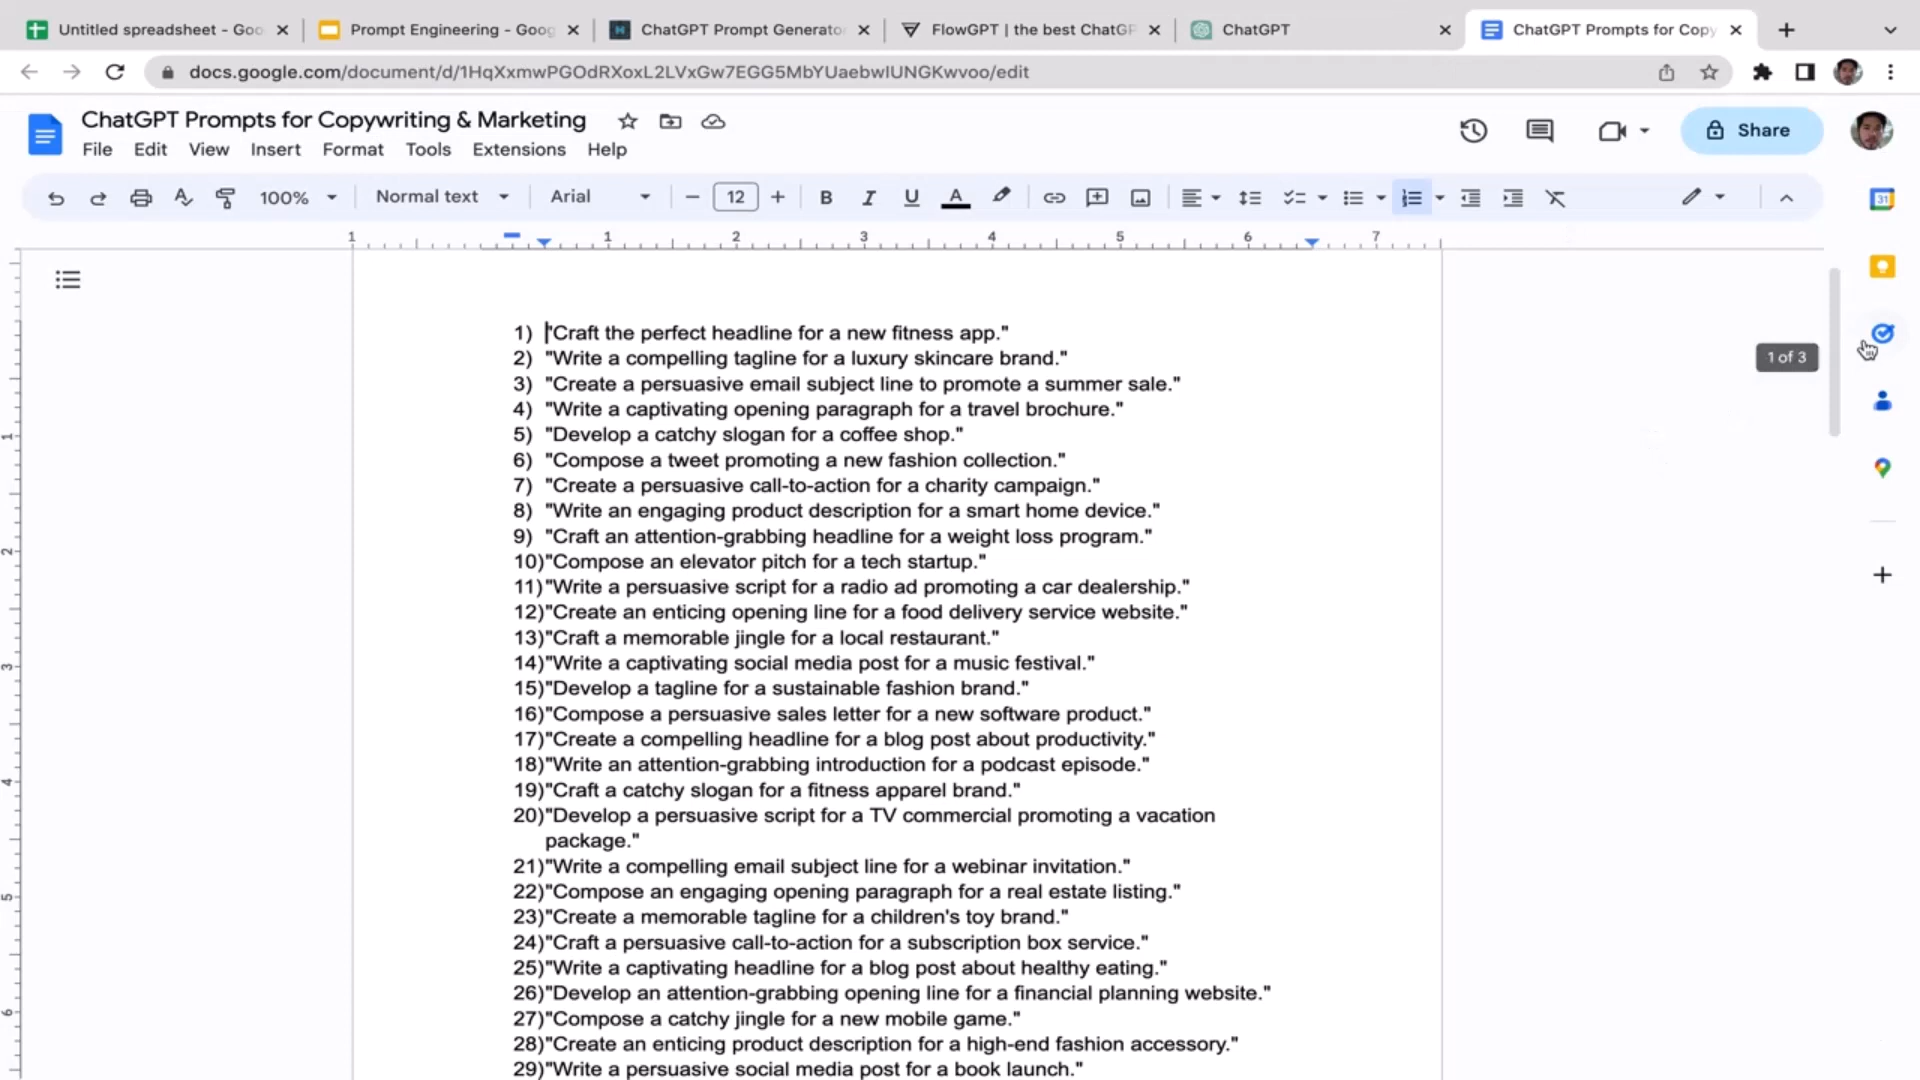 Untitled spreadsheet - Goo
Prompt Engineering - Goog
ChatGPT Prompt Generator
FlowGPT | the best ChatGP
ChatGPT
ChatGPT Prompts for Copy
docs.google.com/document/d/1HqXxmwPGOdRXoxL2LVxGw7EGG5MbYUaebwIUNGKwvoo/edit
ChatGPT Prompts for Copywriting & Marketing
Share
File Edit View Insert Format Tools Extensions Help
100% Normal text Arial 12 B I U A
31
1 1 2 3 4 5 6 7
1 of 3
1) "Craft the perfect headline for a new fitness app."
2) "Write a compelling tagline for a luxury skincare brand."
3) "Create a persuasive email subject line to promote a summer sale."
4) "Write a captivating opening paragraph for a travel brochure."
5) "Develop a catchy slogan for a coffee shop."
6) "Compose a tweet promoting a new fashion collection."
7) "Create a persuasive call-to-action for a charity campaign."
8) "Write an engaging product description for a smart home device."
9) "Craft an attention-grabbing headline for a weight loss program."
10)"Compose an elevator pitch for a tech startup."
11)"Write a persuasive script for a radio ad promoting a car dealership."
12)"Create an enticing opening line for a food delivery service website."
13)"Craft a memorable jingle for a local restaurant."
14)"Write a captivating social media post for a music festival."
15)"Develop a tagline for a sustainable fashion brand."
16)"Compose a persuasive sales letter for a new software product."
17)"Create a compelling headline for a blog post about productivity."
18)"Write an attention-grabbing introduction for a podcast episode."
19)"Craft a catchy slogan for a fitness apparel brand."
20)"Develop a persuasive script for a TV commercial promoting a vacation
package."
21)"Write a compelling email subject line for a webinar invitation."
22)"Compose an engaging opening paragraph for a real estate listing."
23)"Create a memorable tagline for a children's toy brand."
24)"Craft a persuasive call-to-action for a subscription box service."
25)"Write a captivating headline for a blog post about healthy eating."
26)"Develop an attention-grabbing opening line for a financial planning website."
27)"Compose a catchy jingle for a new mobile game."
28)"Create an enticing product description for a high-end fashion accessory."
29)"Write a persuasive social media post for a book launch."
1
2
3
4
5
6